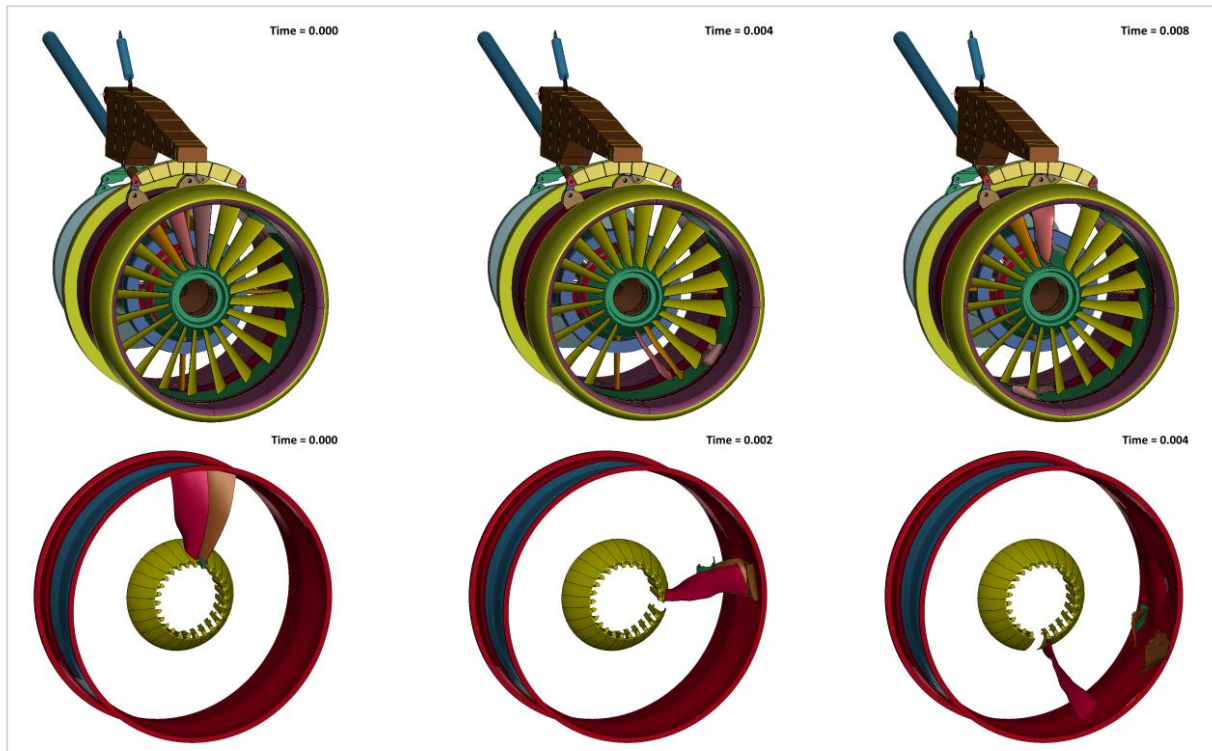 Time = 0.000
Time = 0.004
Time = 0.008
Time = 0.000
Time = 0.002
Time = 0.004